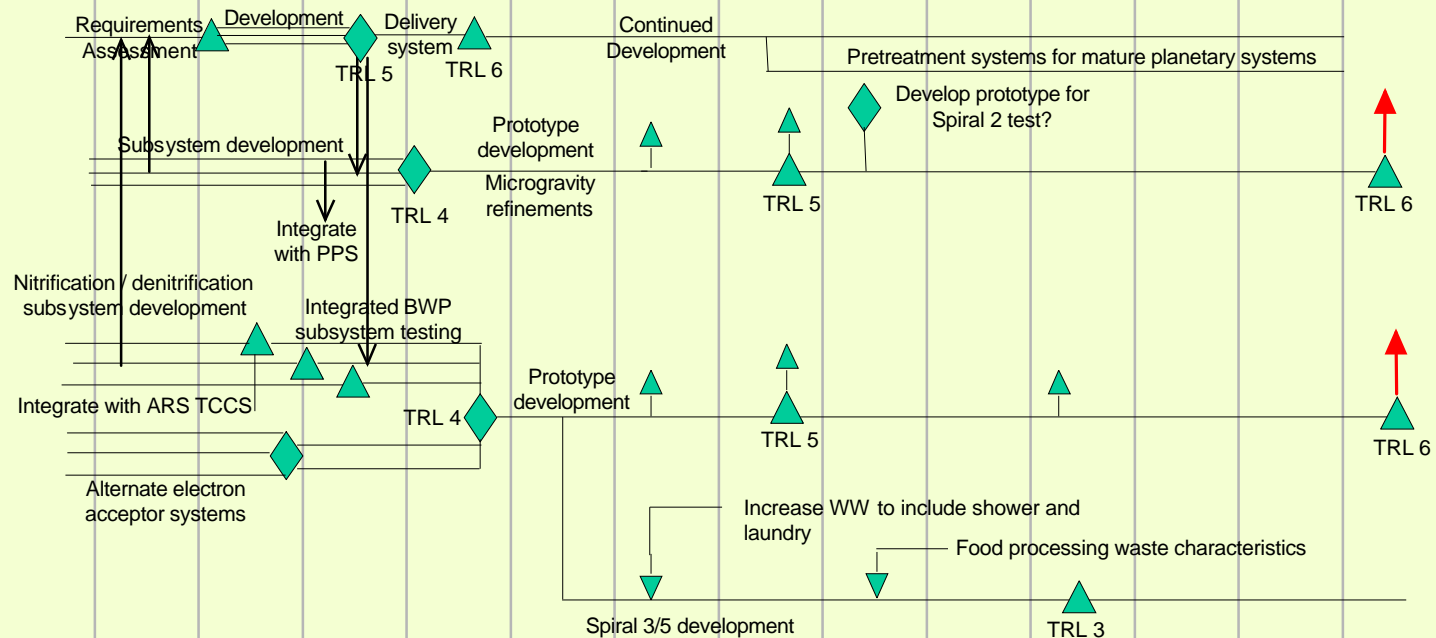 Requirements
Assessment
Development
TRL 5
Delivery
system
TRL 6
Continued
Development
Pretreatment systems for mature planetary systems
Develop prototype for
Spiral 2 test?
Subsystem development
TRL 4
Prototype
development
Microgravity
refinements
TRL 5
TRL 6
Integrate
with PPS
Nitrification / denitrification
subsystem development
Integrated BWP
subsystem testing
Integrate with ARS TCCS
TRL 4
Prototype
development
TRL 5
TRL 6
Alternate electron
acceptor systems
Increase WW to include shower and
laundry
Food processing waste characteristics
Spiral 3/5 development
TRL 3